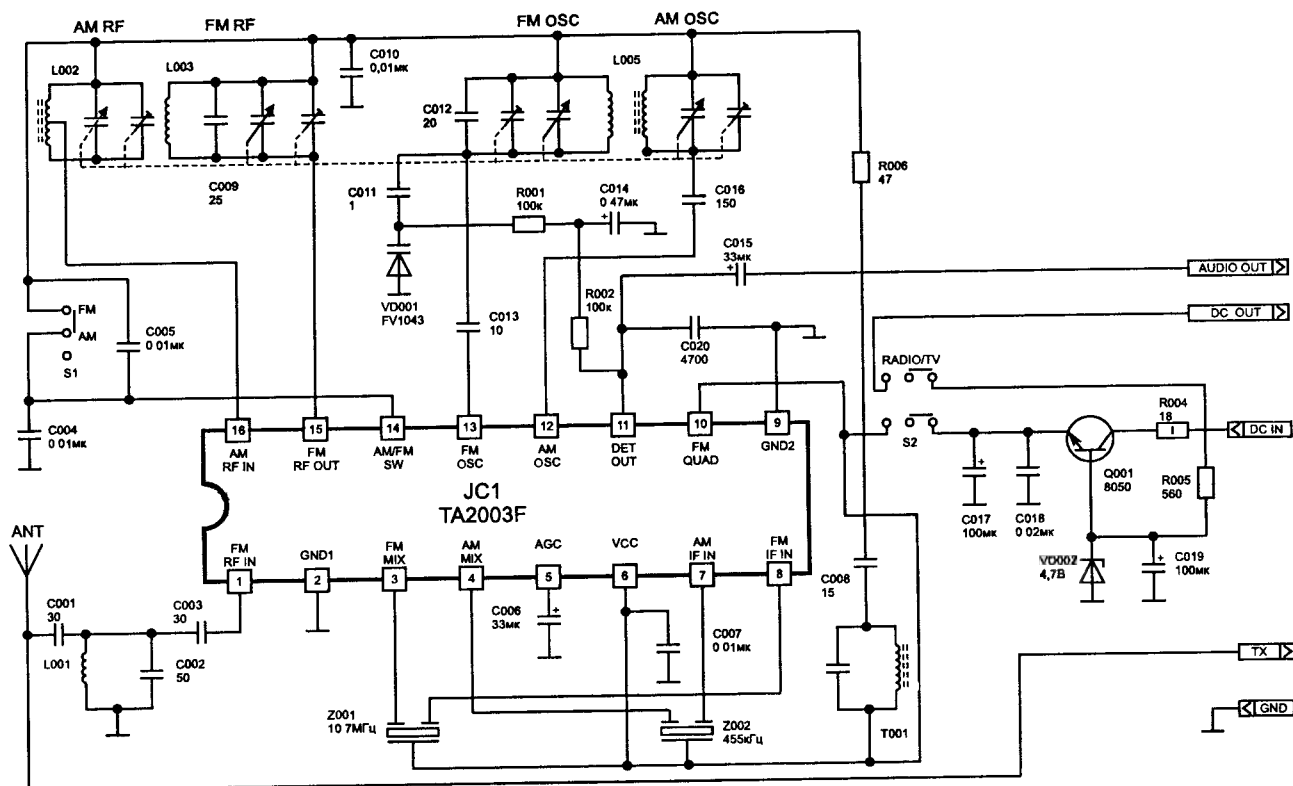 AM RF
FM RF
FM OSC
AM OSC
L002
L003
C010
0,01мк
L005
C012
20
C009
25
C011
1
R001
100к
C014
0 47мк
C016
150
R006
47
C015
33мк
AUDIO OUT
DC OUT
VD001
FV1043
C013
10
R002
100к
C020
4700
FM
AM
S1
C005
0 01мк
C004
0 01мк
RADIO/TV
S2
R004
18
DC IN
16
15
14
13
12
11
10
9
AM
RF IN
FM
RF OUT
AM/FM
SW
FM
OSC
AM
OSC
DET
OUT
FM
QUAD
GND2
JC1
TA2003F
Q001
8050
R005
560
C017
100мк
C018
0 02мк
VD002
4,7В
C019
100мк
ANT
FM
RF IN
GND1
FM
MIX
AM
MIX
AGC
VCC
AM
IF IN
FM
IF IN
1
2
3
4
5
6
7
8
C001
30
C003
30
L001
C002
50
C006
33мк
C007
0 01мк
C008
15
Z001
10 7МГц
Z002
455кГц
T001
TX
GND